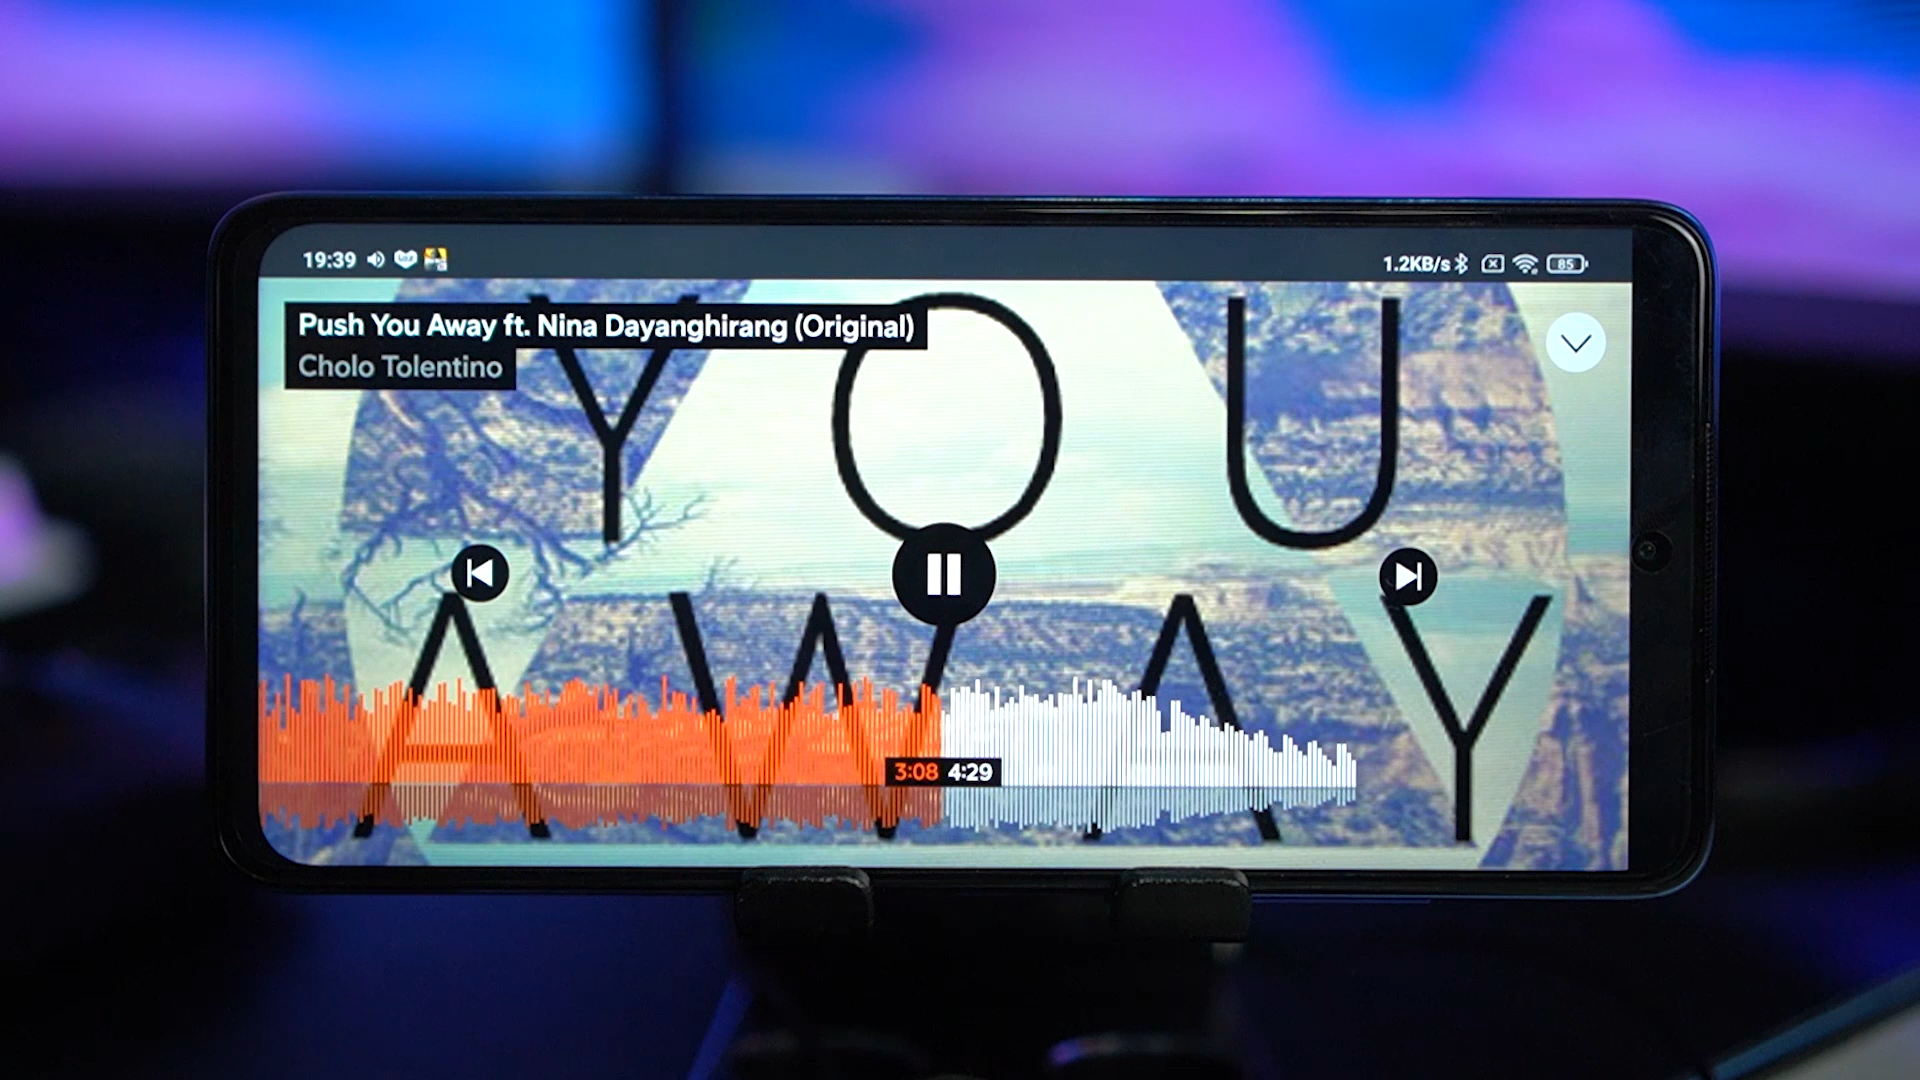 19:39
1.2KB/s 85
Push You Away ft. Nina Dayanghirang (Original)
Cholo Tolentino
YOU
AWAY
3:08 4:29